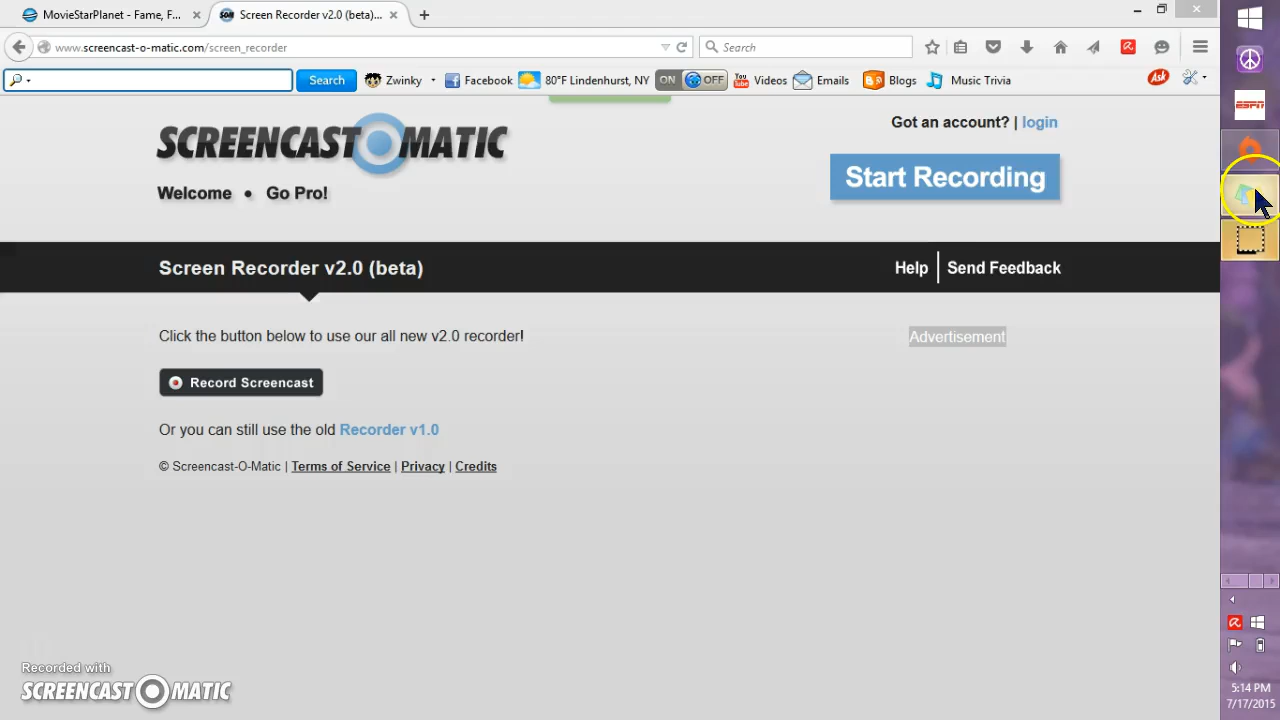 MovieStarPlanet - Fame, F...
Screen Recorder v2.0 (beta)...
www.screencast-o-matic.com/screen_recorder
Search
Search
Zwinky
Facebook
80°F Lindenhurst, NY
ON
OFF
You Tube
Videos
Emails
Blogs
Music Trivia
Ask
SCREENCAST O MATIC
Got an account? | login
Start Recording
Welcome • Go Pro!
ESPN
Screen Recorder v2.0 (beta)
Help | Send Feedback
Click the button below to use our all new v2.0 recorder!
Advertisement
Record Screencast
Or you can still use the old Recorder v1.0
© Screencast-O-Matic | Terms of Service | Privacy | Credits
Recorded with
SCREENCAST O MATIC
5:14 PM
7/17/2015